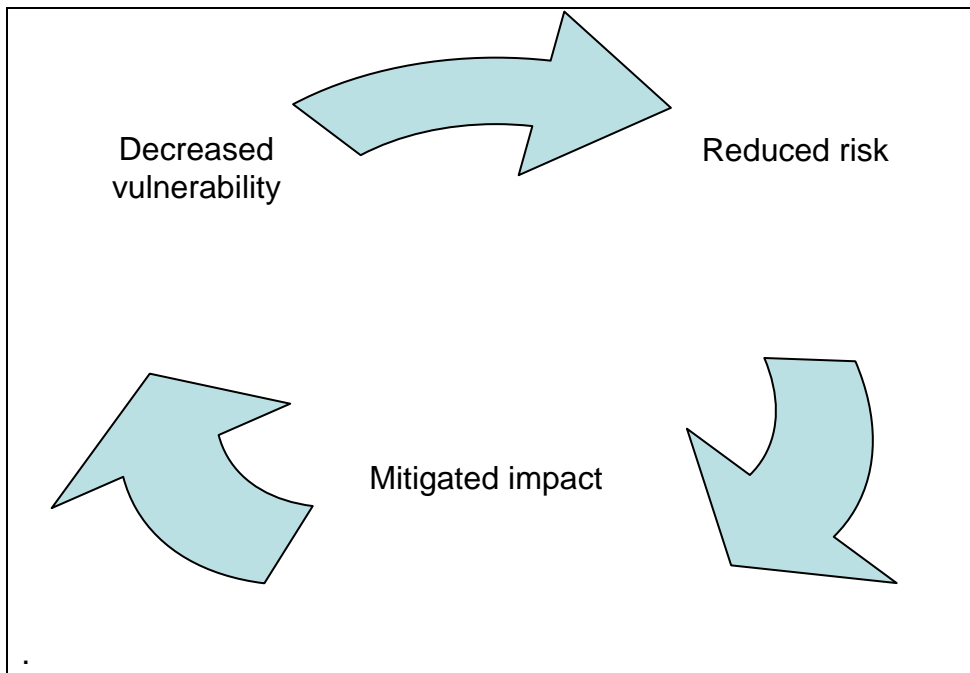 Decreased
vulnerability
Reduced risk
Mitigated impact
.